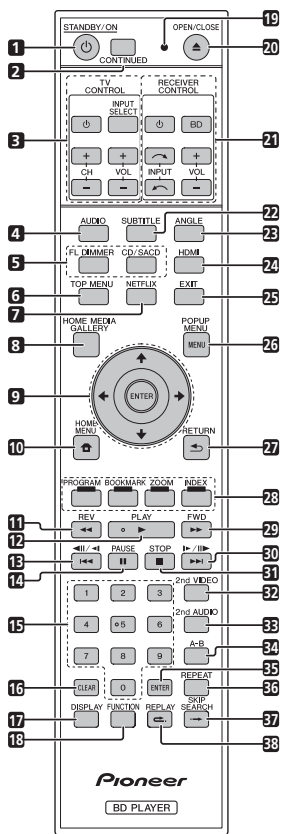 STANDBY/ON
OPEN/CLOSE
19
1
20
CONTINUED
2
TV CONTROL
RECEIVER CONTROL
INPUT SELECT
BD
3
21
+ + +
CH VOL INPUT VOL
− − −
AUDIO SUBTITLE ANGLE
4
22
23
FL DIMMER CD/SACD HDMI
5
24
TOP MENU NETFLIX EXIT
6
7
25
HOME MEDIA GALLERY
POPUP MENU
MENU
8
26
ENTER
9
HOME MENU
RETURN
10
27
PROGRAM BOOKMARK ZOOM INDEX
28
REV PLAY FWD
11
12
29
PAUSE STOP
13
14
30
31
2nd VIDEO
1 2 3
32
2nd AUDIO
4 5 6
15
33
A-B
7 8 9
34
35
CLEAR 0 ENTER
REPEAT
16
36
DISPLAY FUNCTION REPLAY SKIP SEARCH
17
18
37
38
Pioneer
BD PLAYER